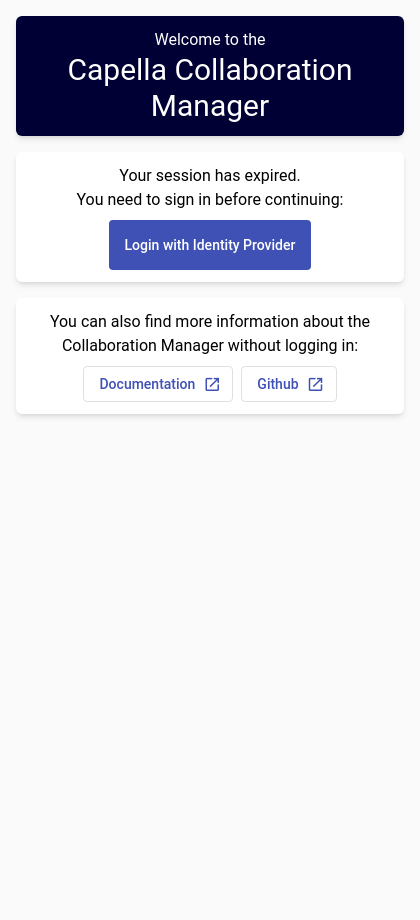 Welcome to the
Capella Collaboration
Manager
Your session has expired.
You need to sign in before continuing:
Login with Identity Provider
You can also find more information about the
Collaboration Manager without logging in:
Documentation
Github